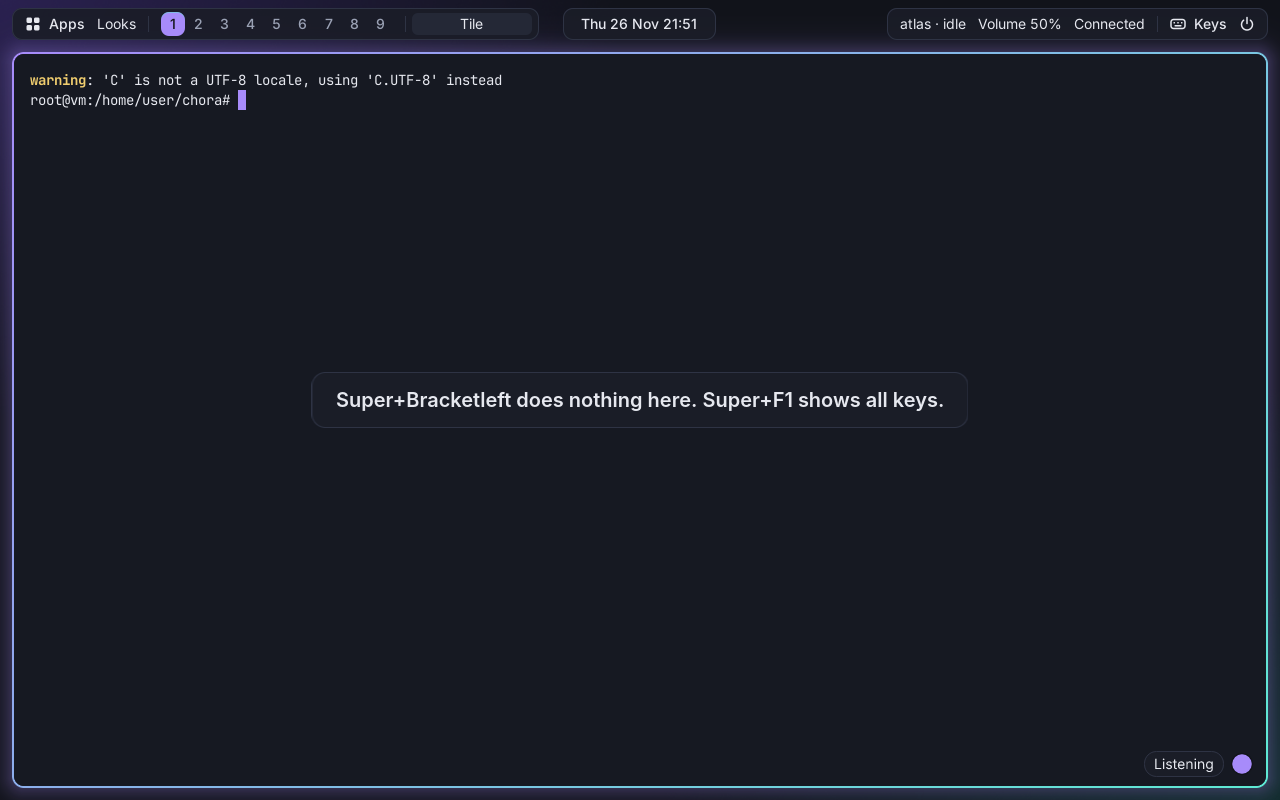 Apps Looks 1 2 3 4 5 6 7 8 9 Tile Thu 26 Nov 21:51 atlas · idle Volume 50% Connected Keys
warning: 'C' is not a UTF-8 locale, using 'C.UTF-8' instead
root@vm:/home/user/chora#
Super+Bracketleft does nothing here. Super+F1 shows all keys.
Listening